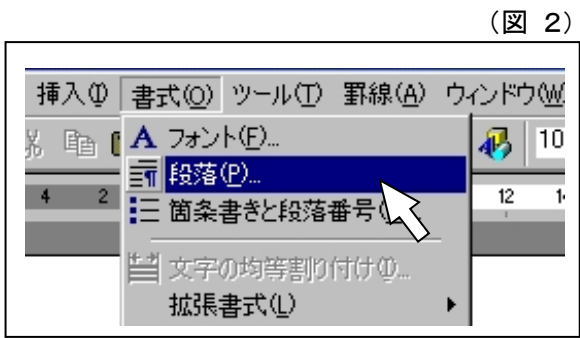 (図 2)
挿入(I) 書式(O) ツール(T) 罫線(A) ウィンドウ(W
A フォント(F)... 10
段落(P)...
4 2 12 1
箇条書きと段落番号(
文字の均等割り付け(I)...
拡張書式(L)